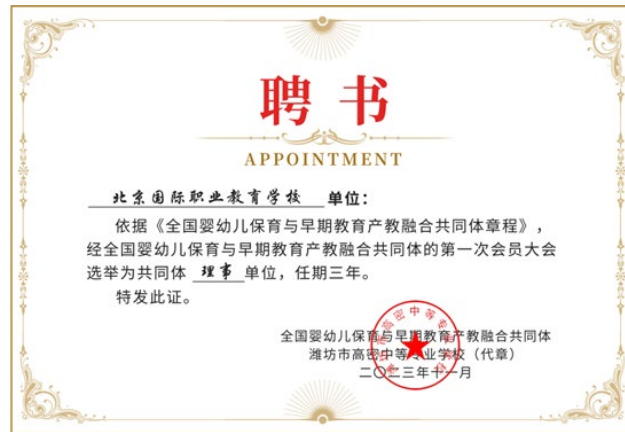 聘书
APPOINTMENT
北京国际职业教育学校 单位：
依据《全国婴幼儿保育与早期教育产教融合共同体章程》，
经全国婴幼儿保育与早期教育产教融合共同体的第一次会员大会
选举为共同体 理事 单位，任期三年。
特发此证。
全国婴幼儿保育与早期教育产教融合共同体
潍坊市高密中等专业学校（代章）
二〇二三年十一月